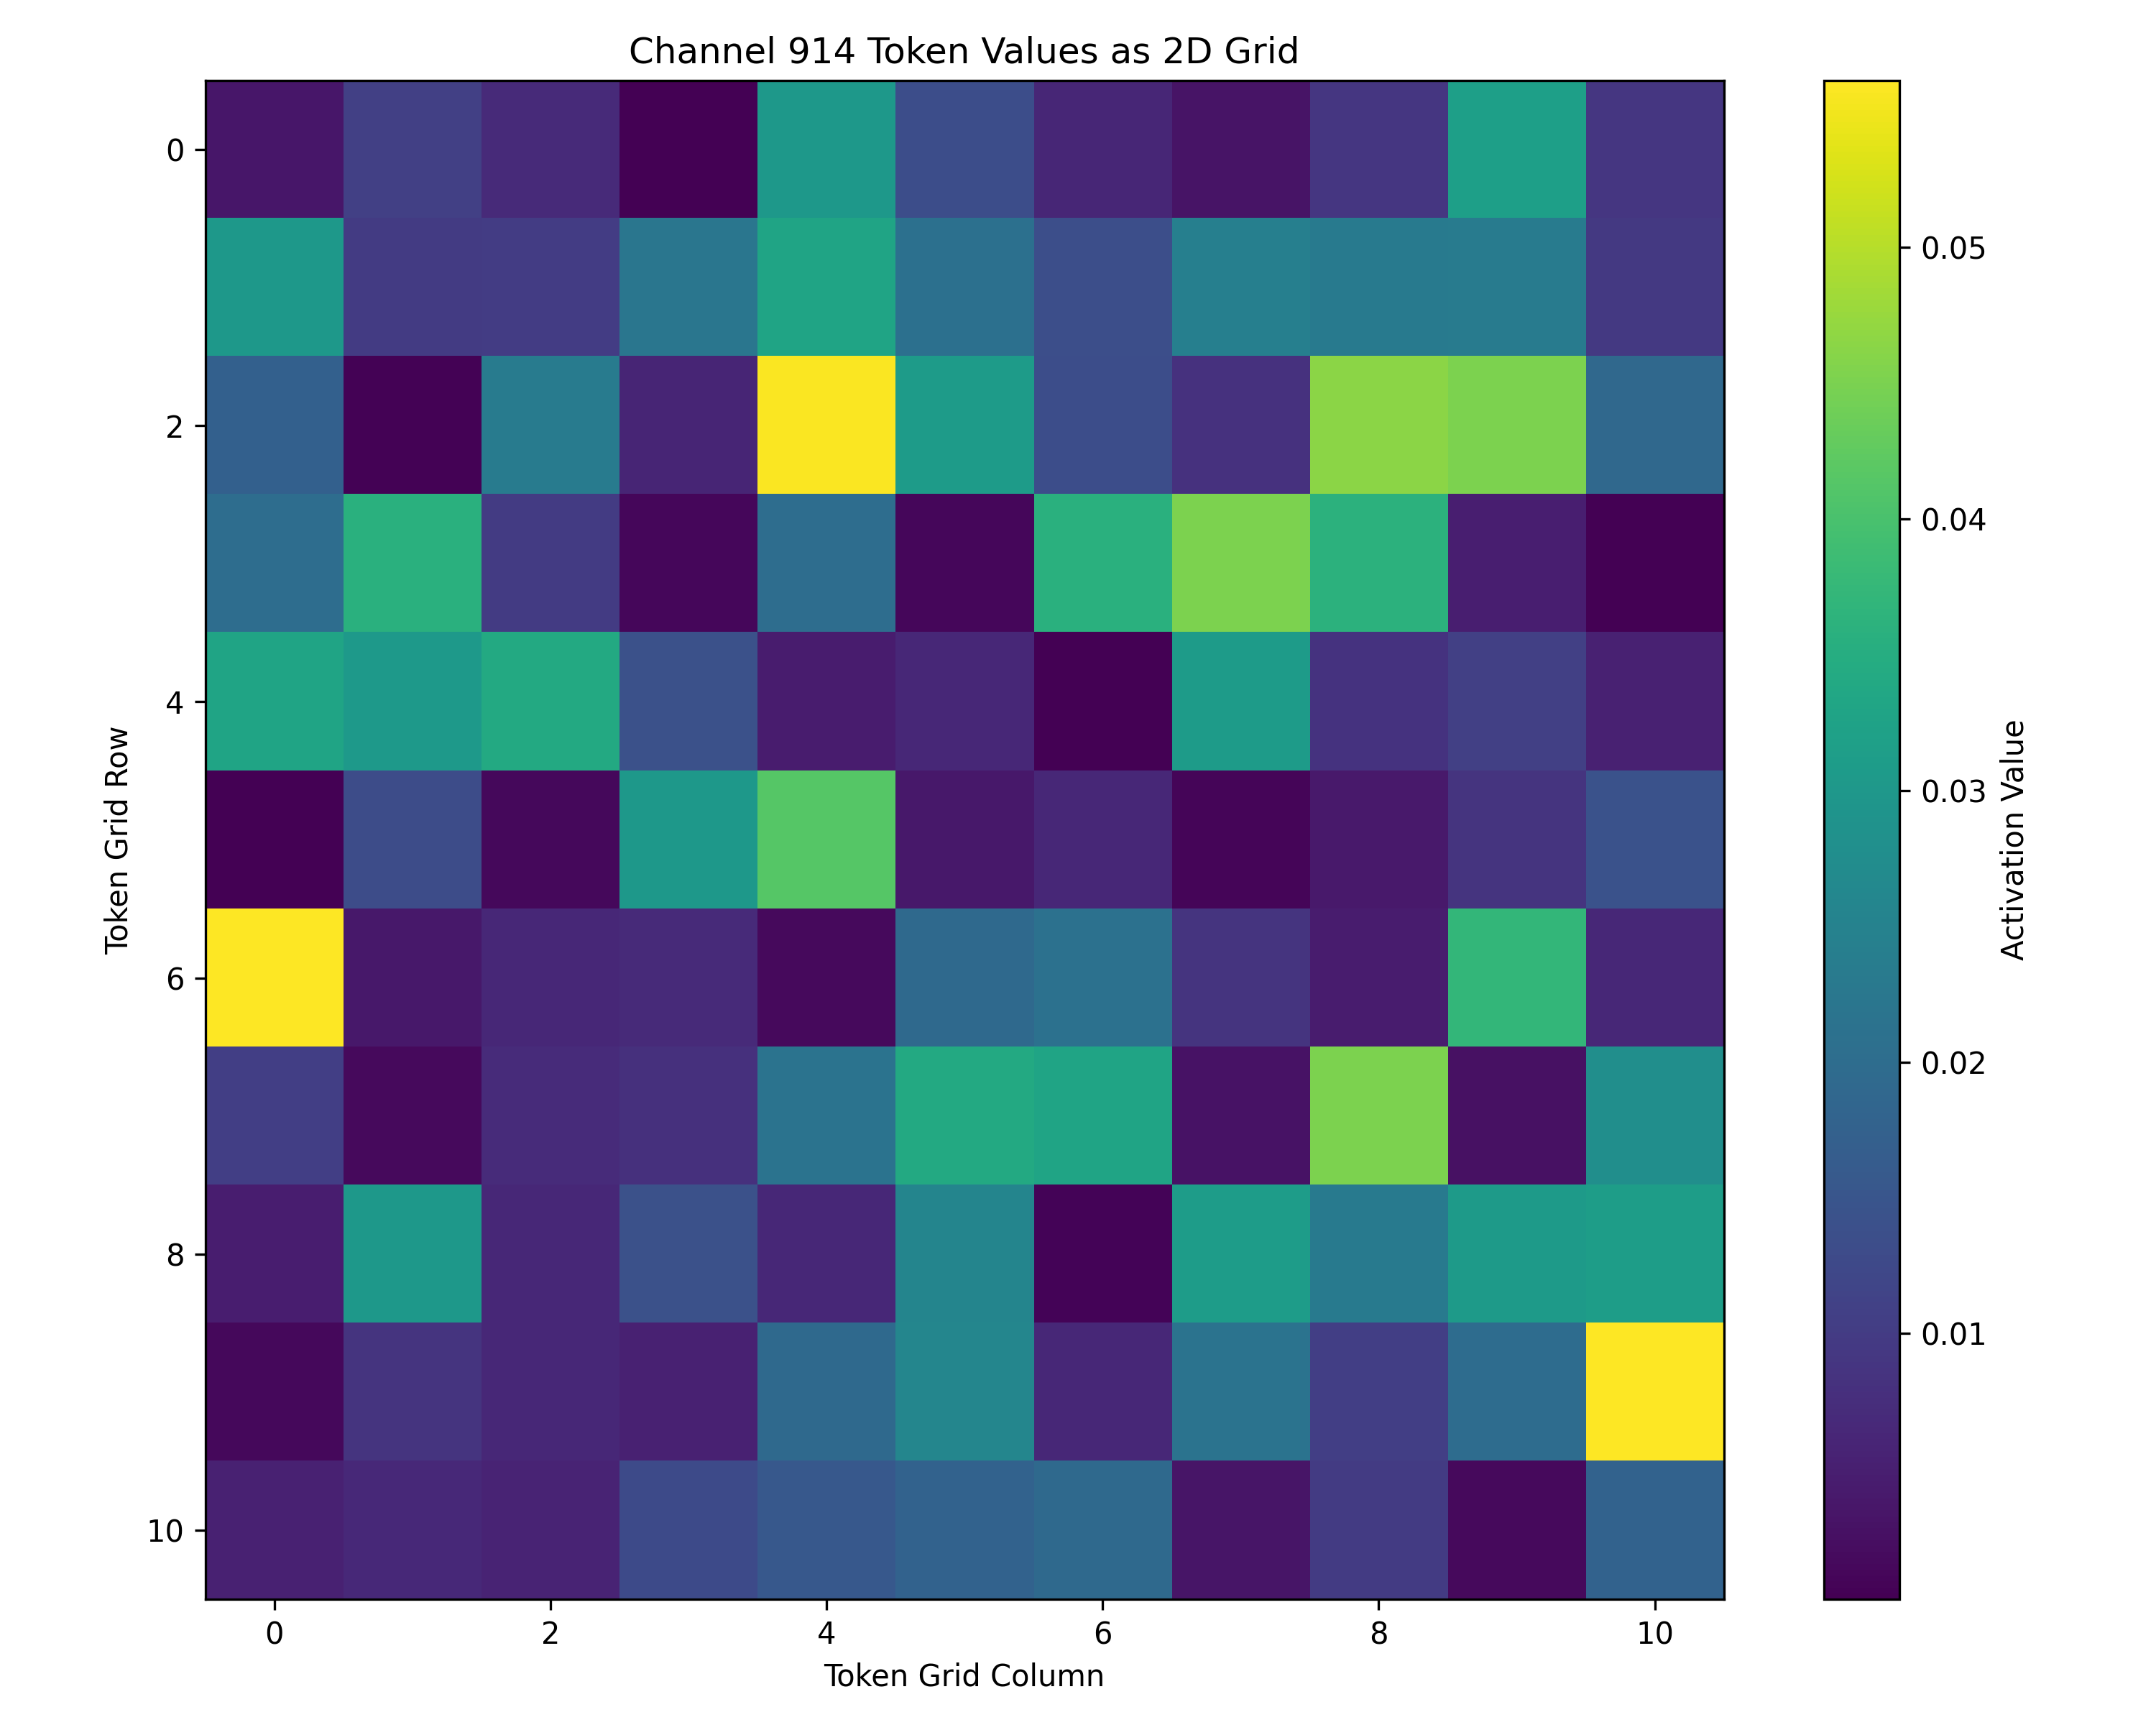 Channel 914 Token Values as 2D Grid
0
2
4
6
8
10
Token Grid Row
0 2 4 6 8 10
Token Grid Column
0.05
0.04
0.03
0.02
0.01
Activation Value